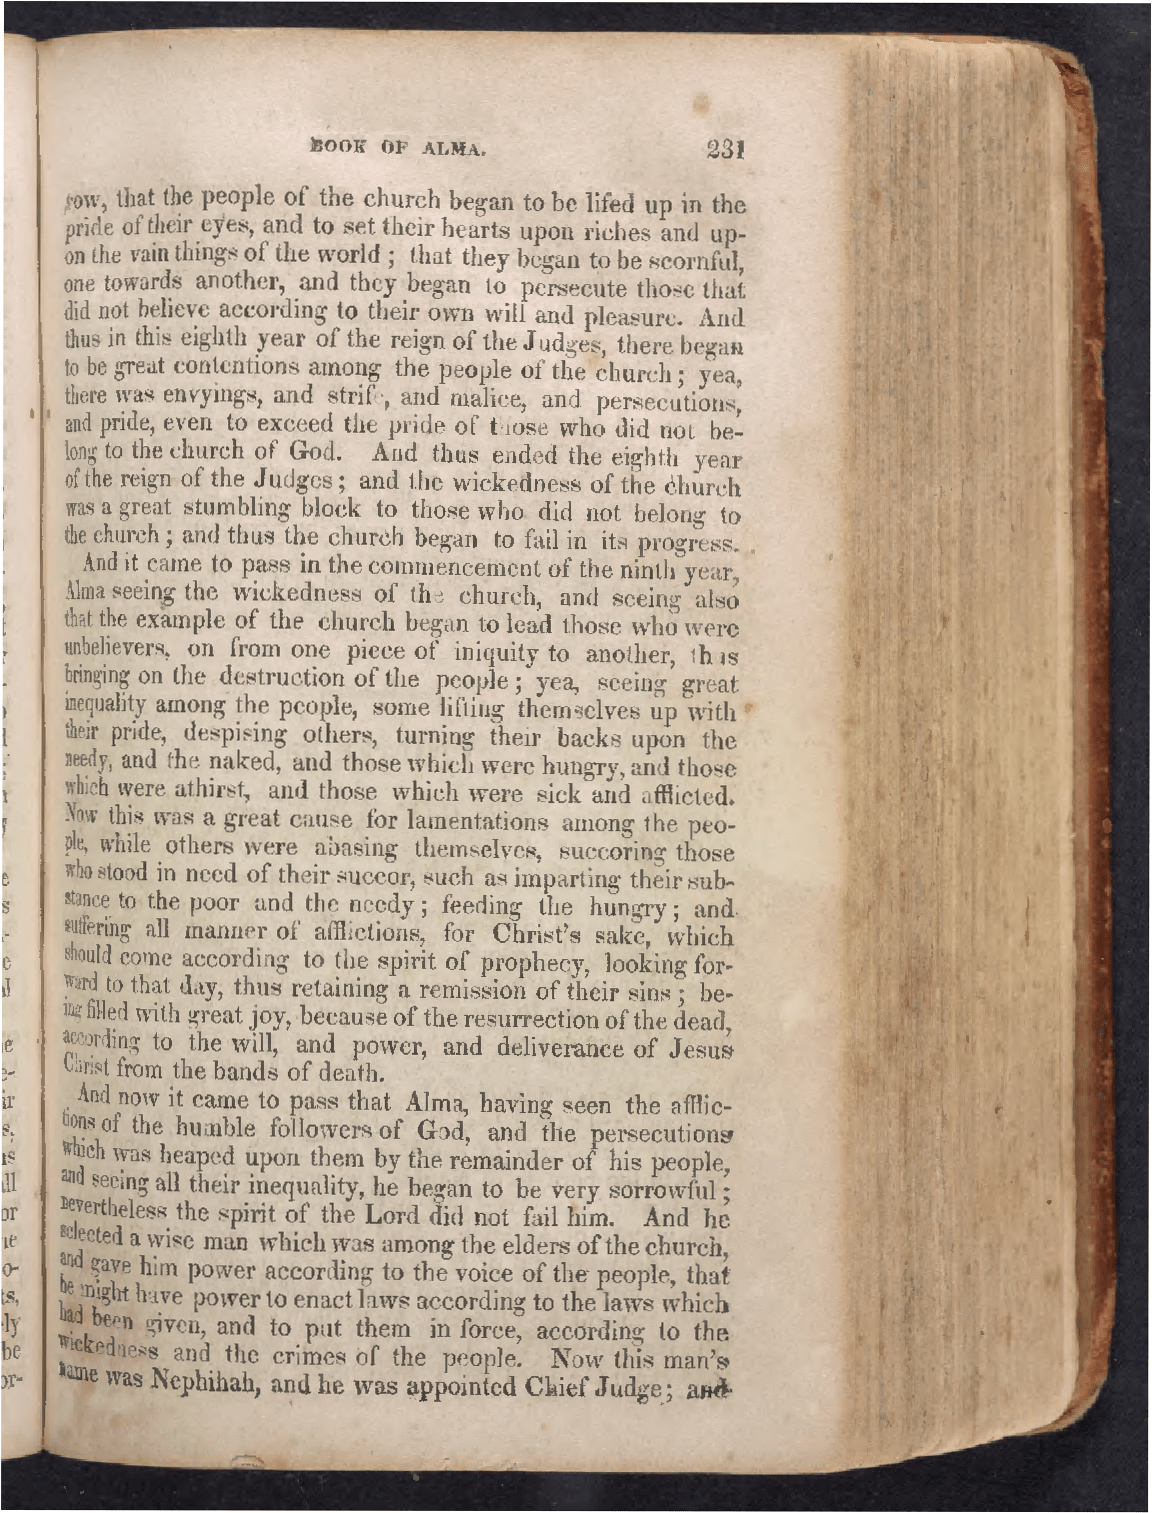 BOOK OF ALMA. 231
row, that the people of the church began to be lifed up in the
pride of their eyes, and to set their hearts upon riches and up-
on the vain things of the world ; that they began to be scornful,
one towards another, and they began to persecute those that
did not believe according to their own will and pleasure. And
thus in this eighth year of the reign of the Judges, there began
to be great contentions among the people of the church ; yea,
there was envyings, and strife, and malice, and persecutions,
and pride, even to exceed the pride of those who did not be-
long to the church of God. And thus ended the eighth year
of the reign of the Judges ; and the wickedness of the church
was a great stumbling block to those who did not belong to
the church ; and thus the church began to fail in its progress.
And it came to pass in the commencement of the ninth year,
Alma seeing the wickedness of the church, and seeing also
that the example of the church began to lead those who were
unbelievers, on from one piece of iniquity to another, thus
bringing on the destruction of the people ; yea, seeing great
inequality among the people, some lifting themselves up with
their pride, despising others, turning their backs upon the
needy, and the naked, and those which were hungry, and those
which were athirst, and those which were sick and afflicted.
Now this was a great cause for lamentations among the peo-
ple, while others were abasing themselves, succoring those
who stood in need of their succor, such as imparting their sub-
stance to the poor and the needy ; feeding the hungry ; and
suffering all manner of afflictions, for Christ's sake, which
should come according to the spirit of prophecy, looking for-
ward to that day, thus retaining a remission of their sins ; be-
ing filled with great joy, because of the resurrection of the dead,
according to the will, and power, and deliverance of Jesus
Christ from the bands of death.
And now it came to pass that Alma, having seen the afflic-
tions of the humble followers of God, and the persecutions
which was heaped upon them by the remainder of his people,
and seeing all their inequality, he began to be very sorrowful ;
nevertheless the spirit of the Lord did not fail him. And he
selected a wise man which was among the elders of the church,
and gave him power according to the voice of the people, that
he might have power to enact laws according to the laws which
had been given, and to put them in force, according to the
wickedness and the crimes of the people. Now this man's
name was Nephihah, and he was appointed Chief Judge ; and